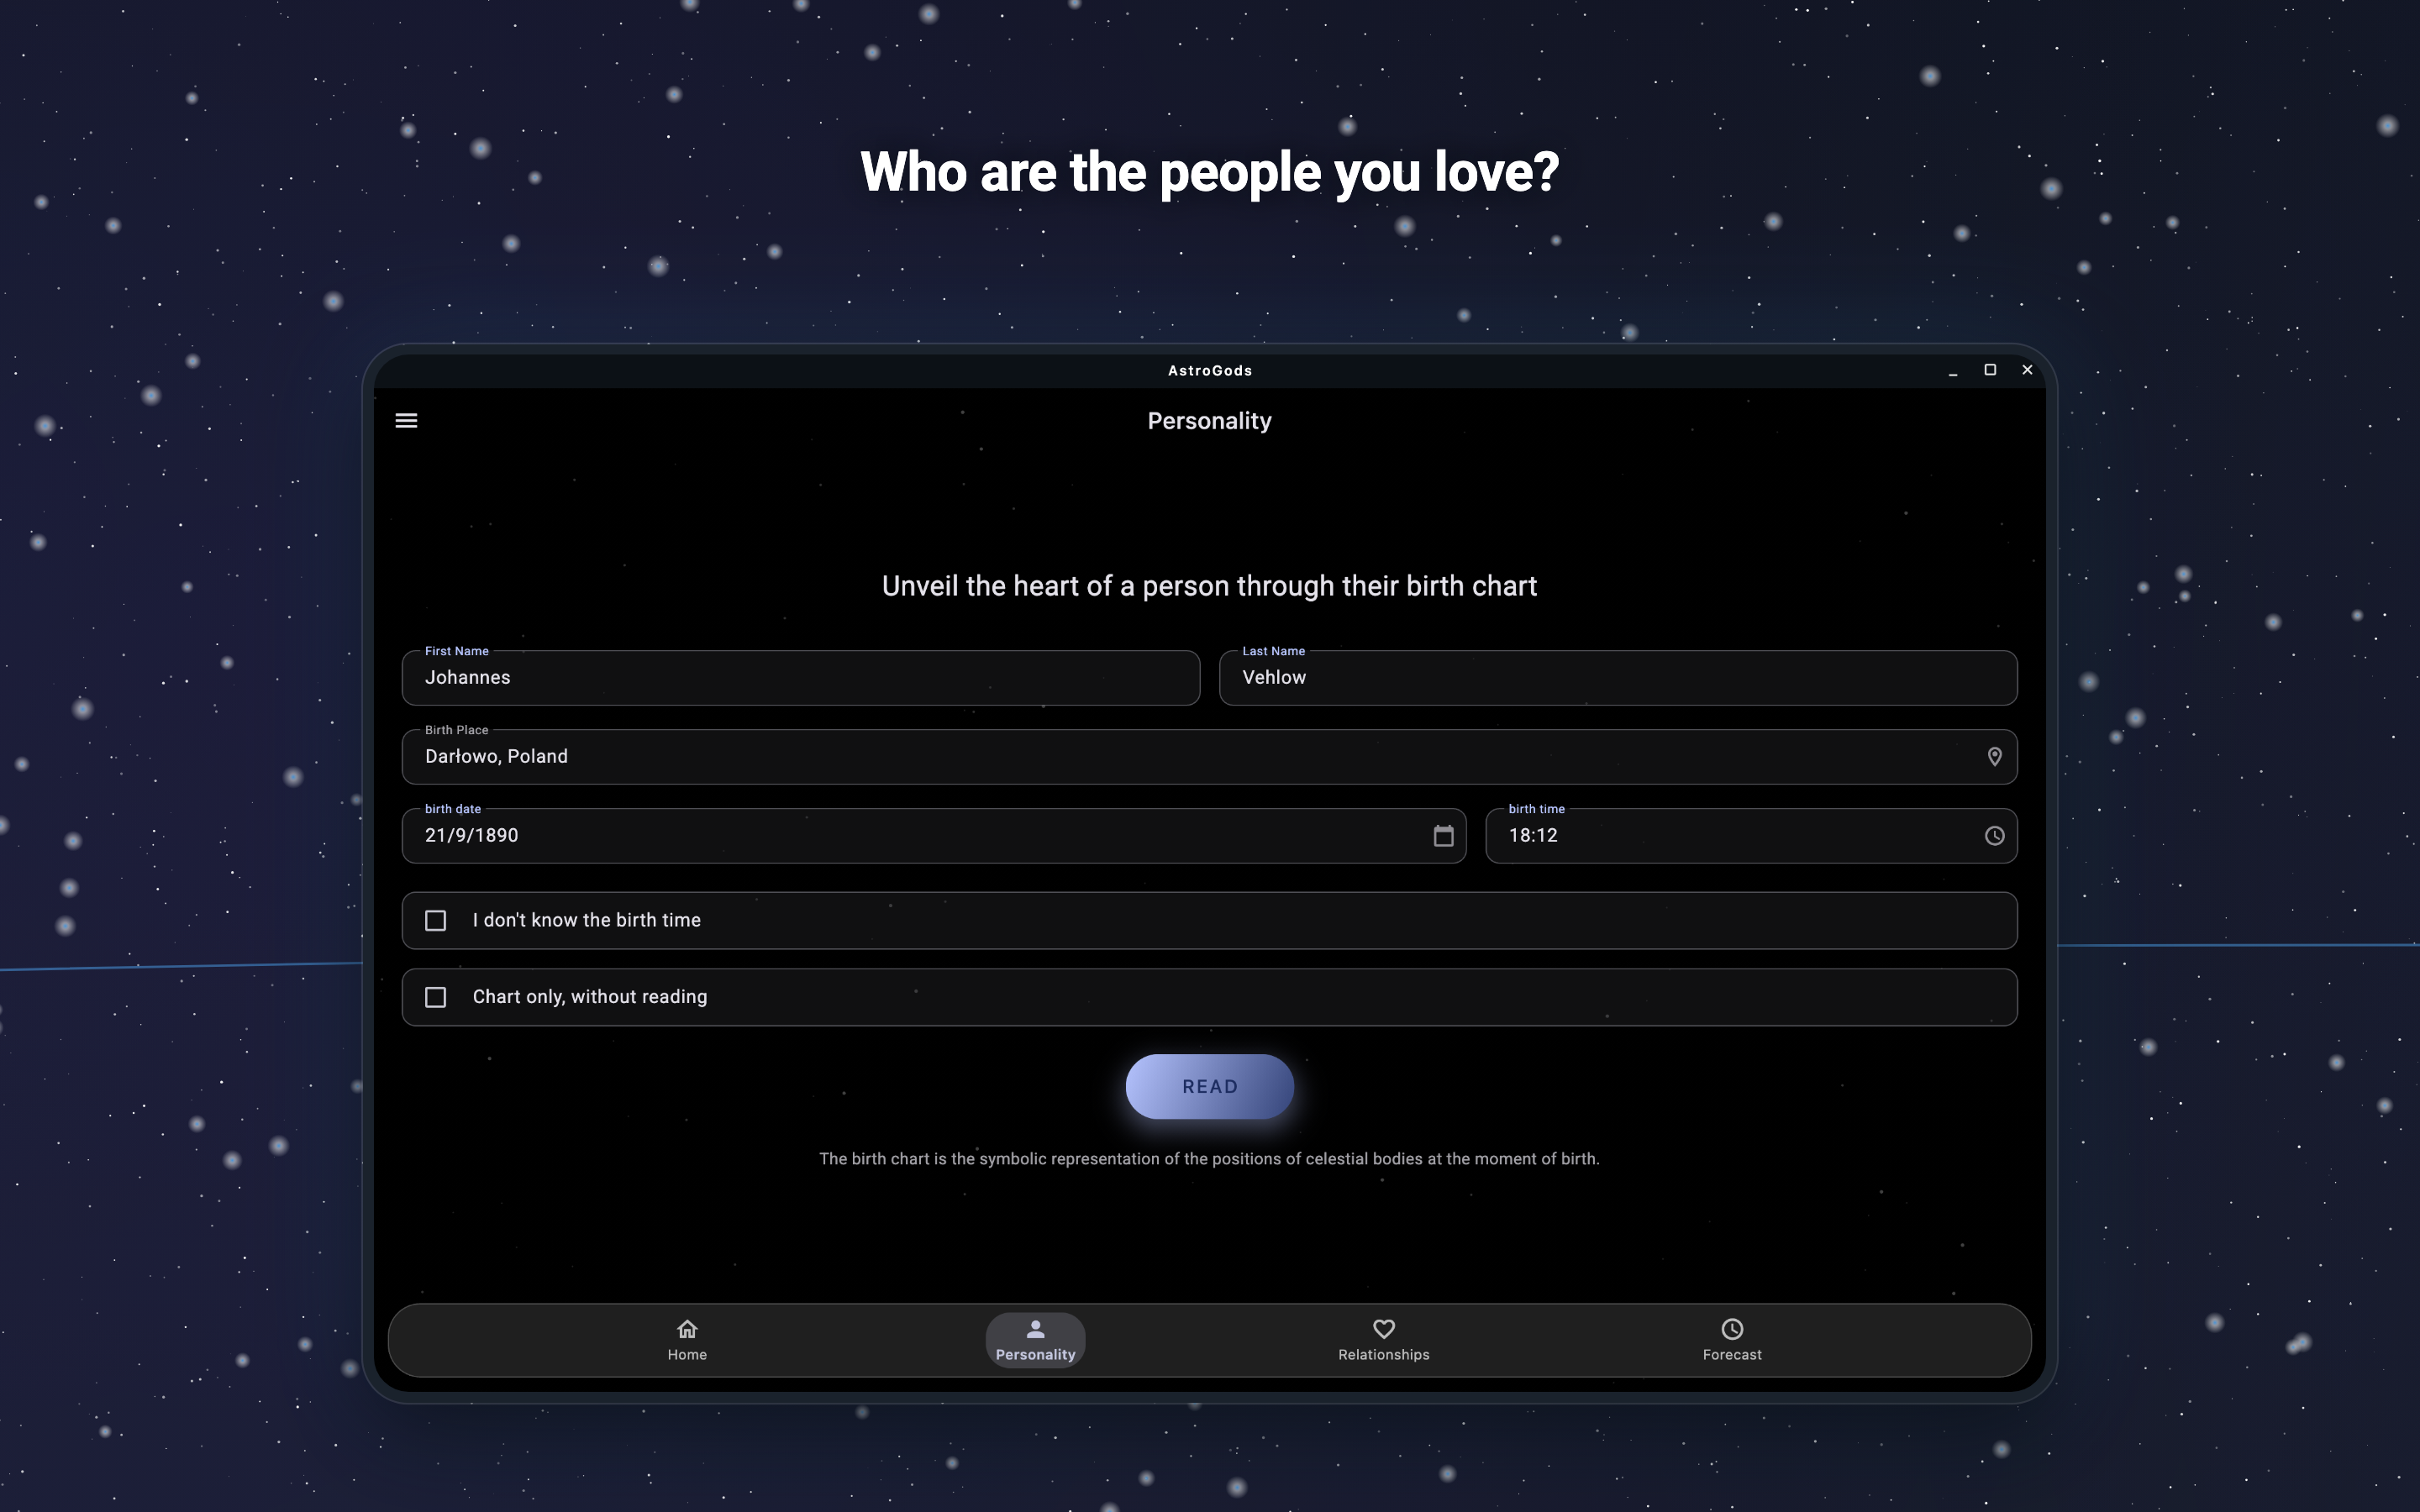 Who are the people you love?
AstroGods
Personality
Unveil the heart of a person through their birth chart
First Name
Johannes
Last Name
Vehlow
Birth Place
Darłowo, Poland
birth date
21/9/1890
birth time
18:12
I don't know the birth time
Chart only, without reading
READ
The birth chart is the symbolic representation of the positions of celestial bodies at the moment of birth.
Home
Personality
Relationships
Forecast